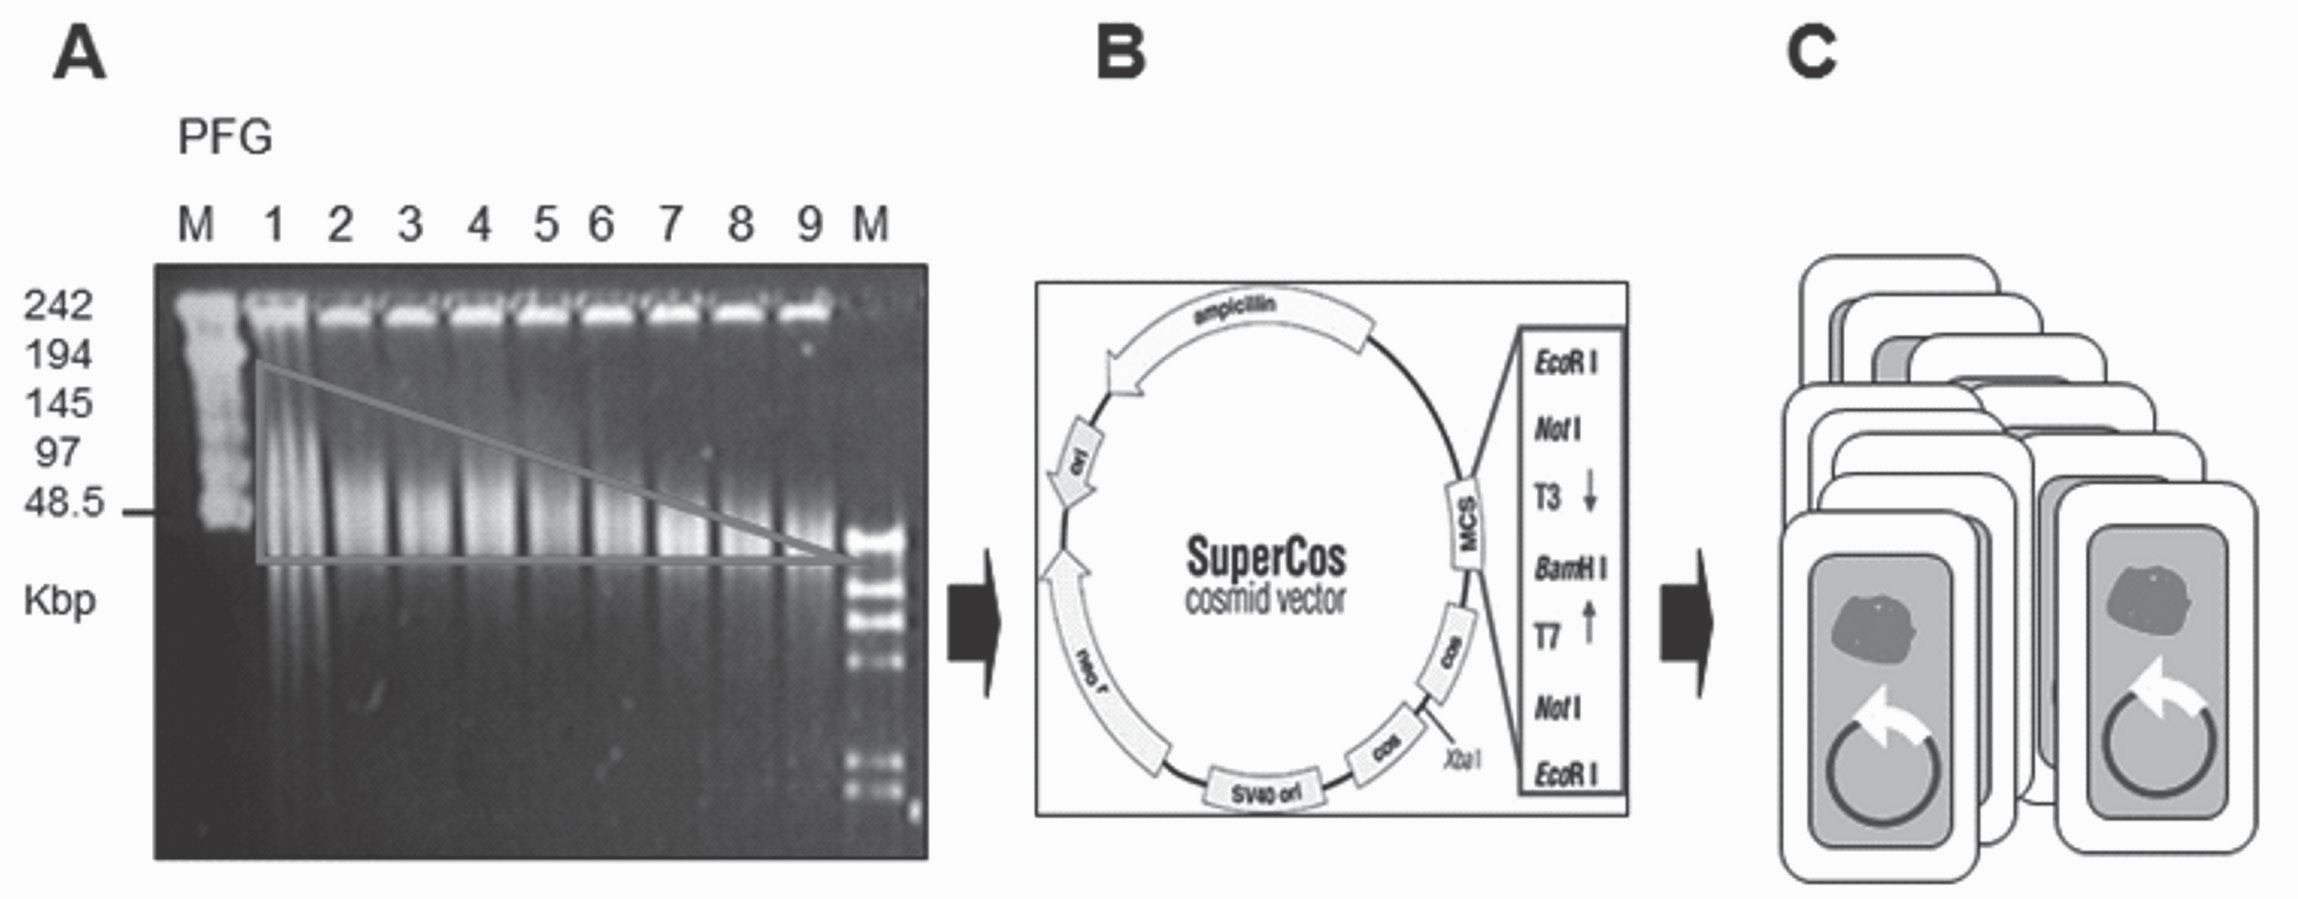 A
B
C
PFG
M 1 2 3 4 5 6 7 8 9 M
242
194
145
97
48.5
Kbp
ampicillin
ori
neo r
SV40 ori
cos
cos
XbaI
MCS
SuperCos
cosmid vector
EcoR I
Not I
T3 ↓
BamH I
T7 ↑
Not I
EcoR I